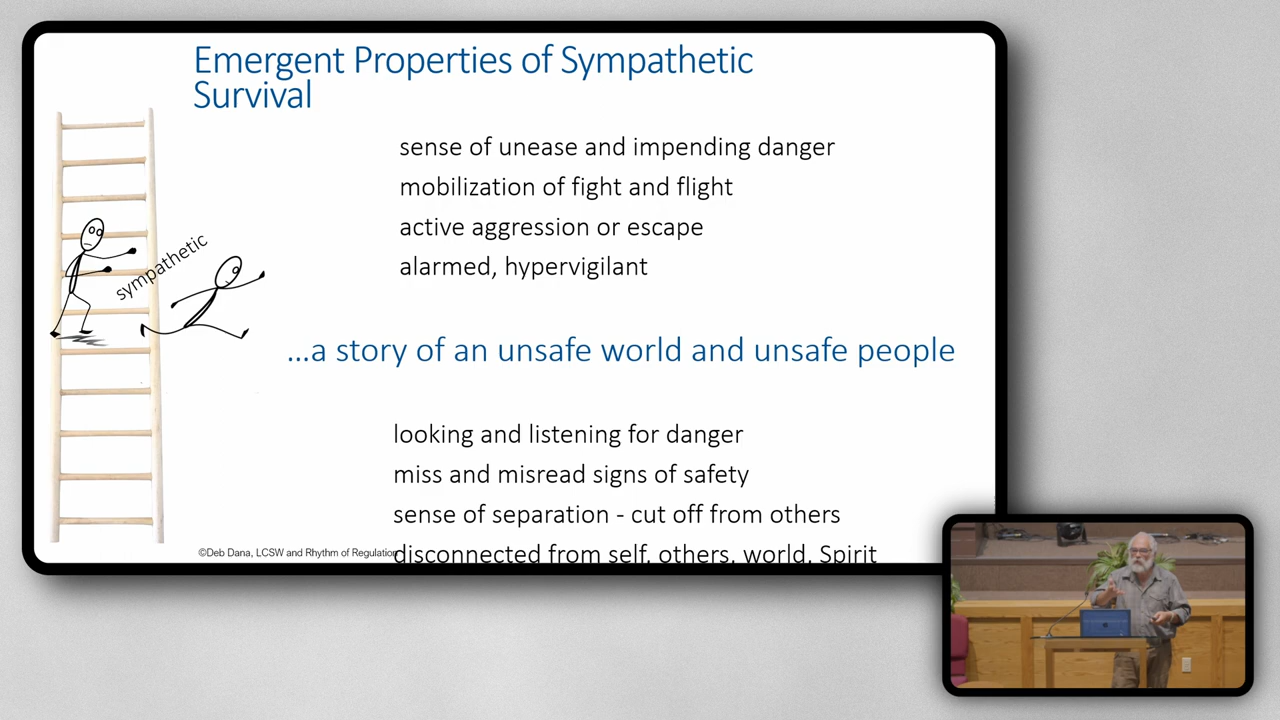 Emergent Properties of Sympathetic
Survival
sense of unease and impending danger
mobilization of fight and flight
active aggression or escape
alarmed, hypervigilant
sympathetic
...a story of an unsafe world and unsafe people
looking and listening for danger
miss and misread signs of safety
sense of separation - cut off from others
disconnected from self, others, world, Spirit
©Deb Dana, LCSW and Rhythm of Regulation